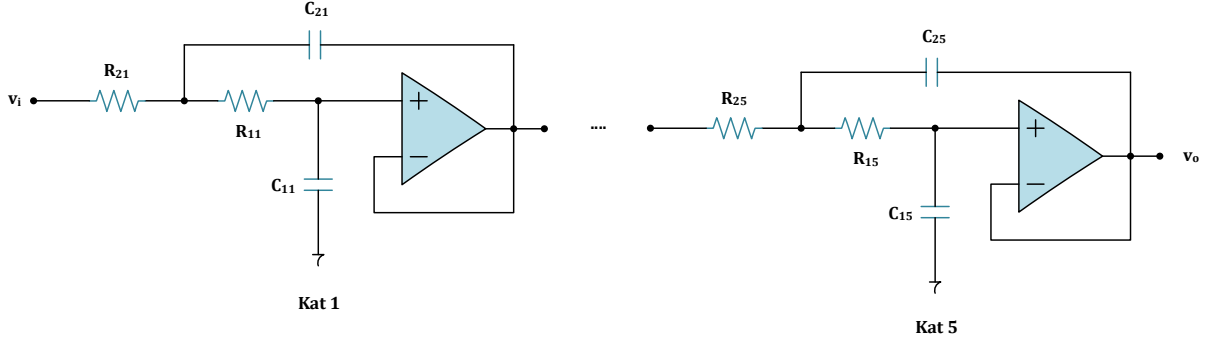 C₂₁
R₂₁
vᵢ
R₁₁
C₁₁
+
−
Kat 1
....
C₂₅
R₂₅
R₁₅
C₁₅
+
−
vₒ
Kat 5